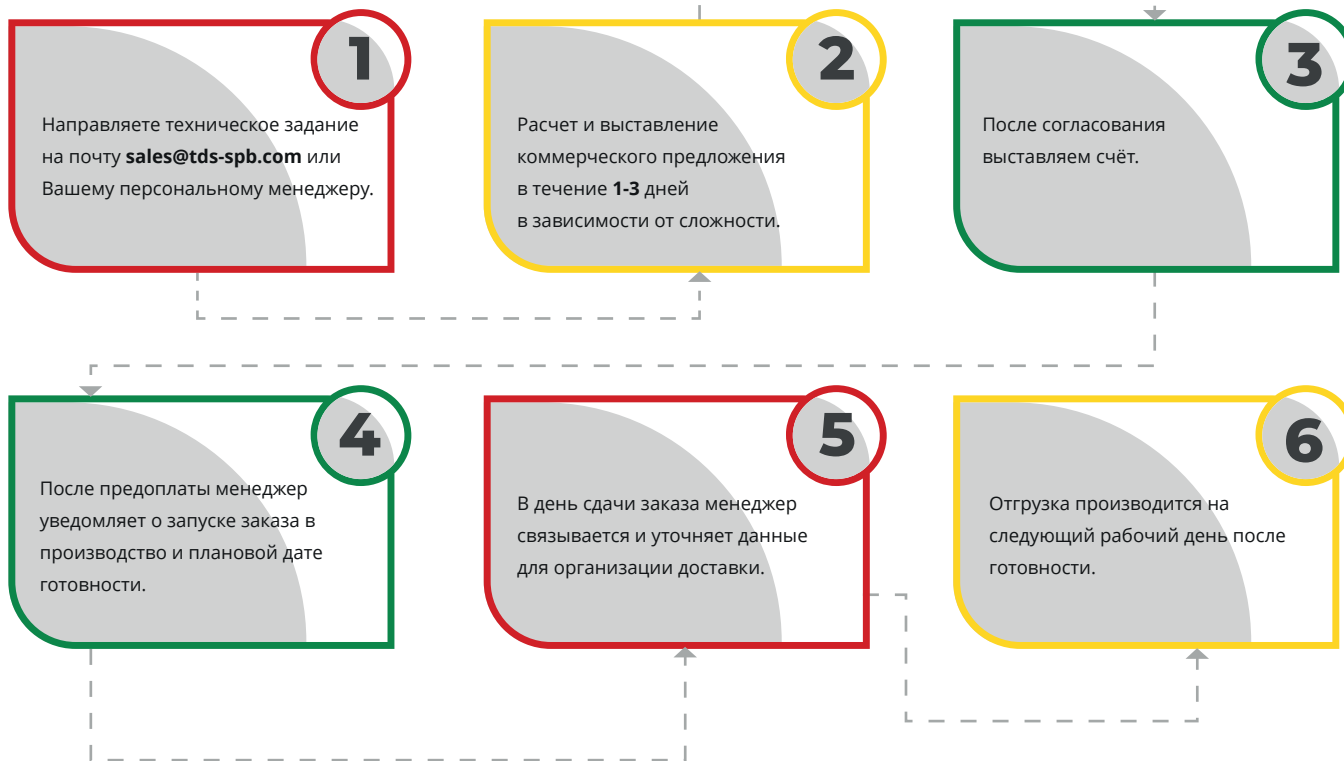 1
Направляете техническое задание
на почту sales@tds-spb.com или
Вашему персональному менеджеру.
2
Расчет и выставление
коммерческого предложения
в течение 1-3 дней
в зависимости от сложности.
3
После согласования
выставляем счёт.
4
После предоплаты менеджер
уведомляет о запуске заказа в
производство и плановой дате
готовности.
5
В день сдачи заказа менеджер
связывается и уточняет данные
для организации доставки.
6
Отгрузка производится на
следующий рабочий день после
готовности.